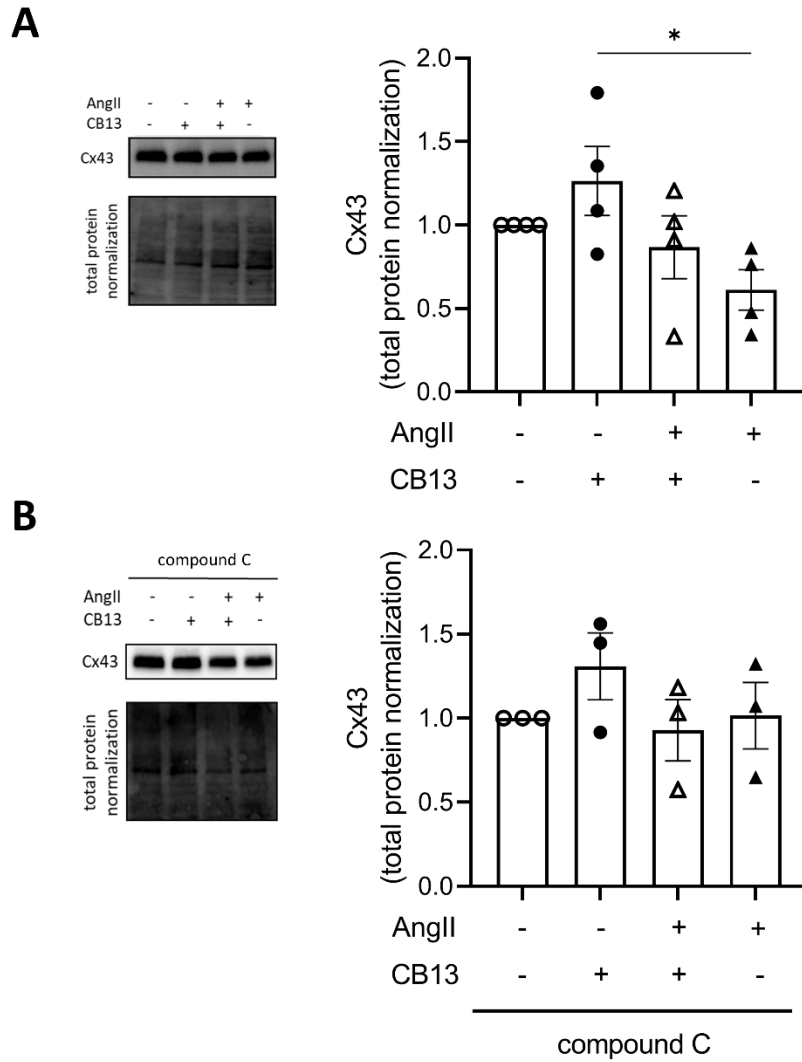 A
AngII - - + +
CB13 - + + -
Cx43
total protein
normalization
Cx43
(total protein normalization)
2.0
1.5
1.0
0.5
0.0
*
AngII - - + +
CB13 - + + -
B
compound C
AngII - - + +
CB13 - + + -
Cx43
total protein
normalization
Cx43
(total protein normalization)
2.0
1.5
1.0
0.5
0.0
AngII - - + +
CB13 - + + -
compound C